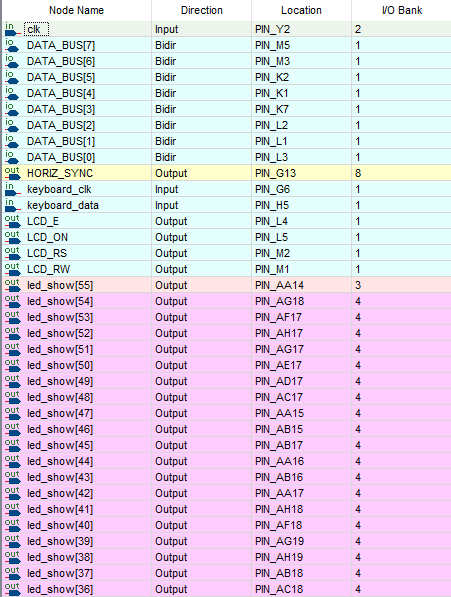 Node Name Direction Location I/O Bank
in clk Input PIN_Y2 2
io DATA_BUS[7] Bidir PIN_M5 1
io DATA_BUS[6] Bidir PIN_M3 1
io DATA_BUS[5] Bidir PIN_K2 1
io DATA_BUS[4] Bidir PIN_K1 1
io DATA_BUS[3] Bidir PIN_K7 1
io DATA_BUS[2] Bidir PIN_L2 1
io DATA_BUS[1] Bidir PIN_L1 1
io DATA_BUS[0] Bidir PIN_L3 1
out HORIZ_SYNC Output PIN_G13 8
in keyboard_clk Input PIN_G6 1
in keyboard_data Input PIN_H5 1
out LCD_E Output PIN_L4 1
out LCD_ON Output PIN_L5 1
out LCD_RS Output PIN_M2 1
out LCD_RW Output PIN_M1 1
out led_show[55] Output PIN_AA14 3
out led_show[54] Output PIN_AG18 4
out led_show[53] Output PIN_AF17 4
out led_show[52] Output PIN_AH17 4
out led_show[51] Output PIN_AG17 4
out led_show[50] Output PIN_AE17 4
out led_show[49] Output PIN_AD17 4
out led_show[48] Output PIN_AC17 4
out led_show[47] Output PIN_AA15 4
out led_show[46] Output PIN_AB15 4
out led_show[45] Output PIN_AB17 4
out led_show[44] Output PIN_AA16 4
out led_show[43] Output PIN_AB16 4
out led_show[42] Output PIN_AA17 4
out led_show[41] Output PIN_AH18 4
out led_show[40] Output PIN_AF18 4
out led_show[39] Output PIN_AG19 4
out led_show[38] Output PIN_AH19 4
out led_show[37] Output PIN_AB18 4
out led_show[36] Output PIN_AC18 4